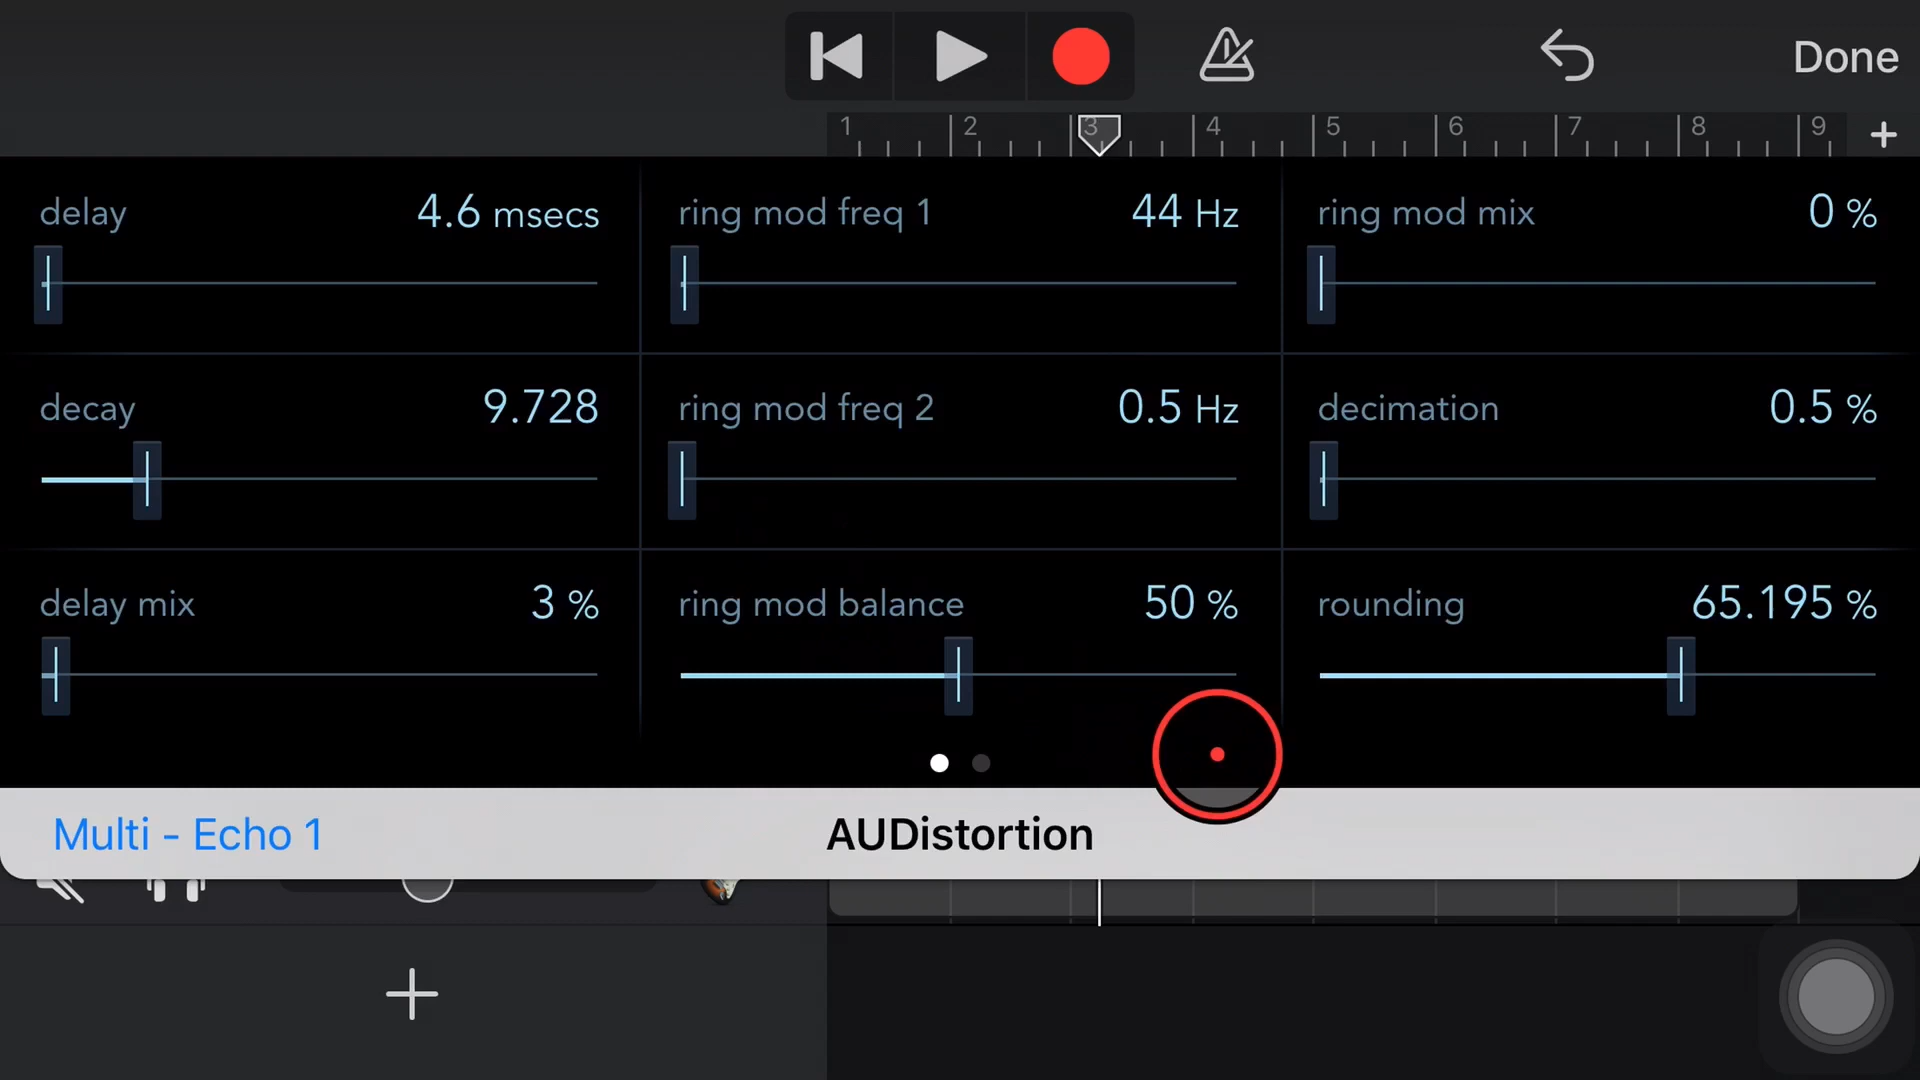 Done
1 2 3 4 5 6 7 8 9
delay 4.6 msecs ring mod freq 1 44 Hz ring mod mix 0 %
decay 9.728 ring mod freq 2 0.5 Hz decimation 0.5 %
delay mix 3 % ring mod balance 50 % rounding 65.195 %
Multi - Echo 1 AUDistortion